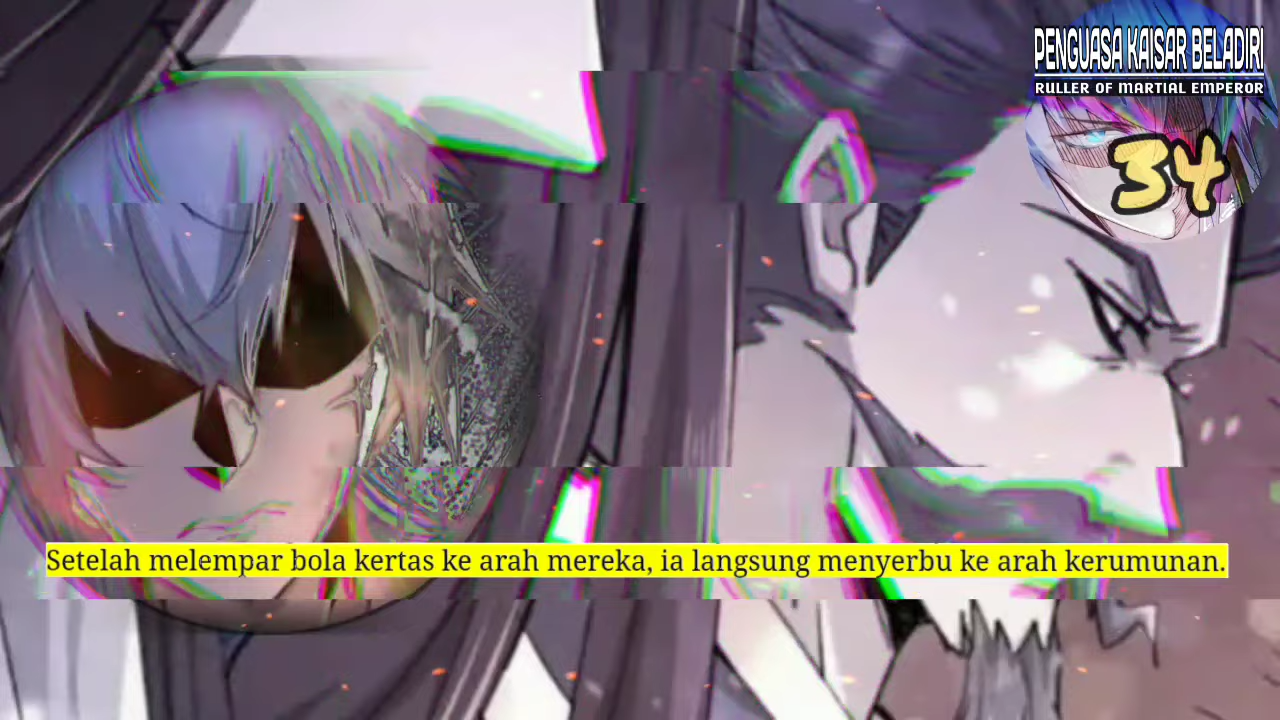 PENGUASA KAISAR BELADIRI
RULLER OF MARTIAL EMPEROR
34
Setelah melempar bola kertas ke arah mereka, ia langsung menyerbu ke arah kerumunan.